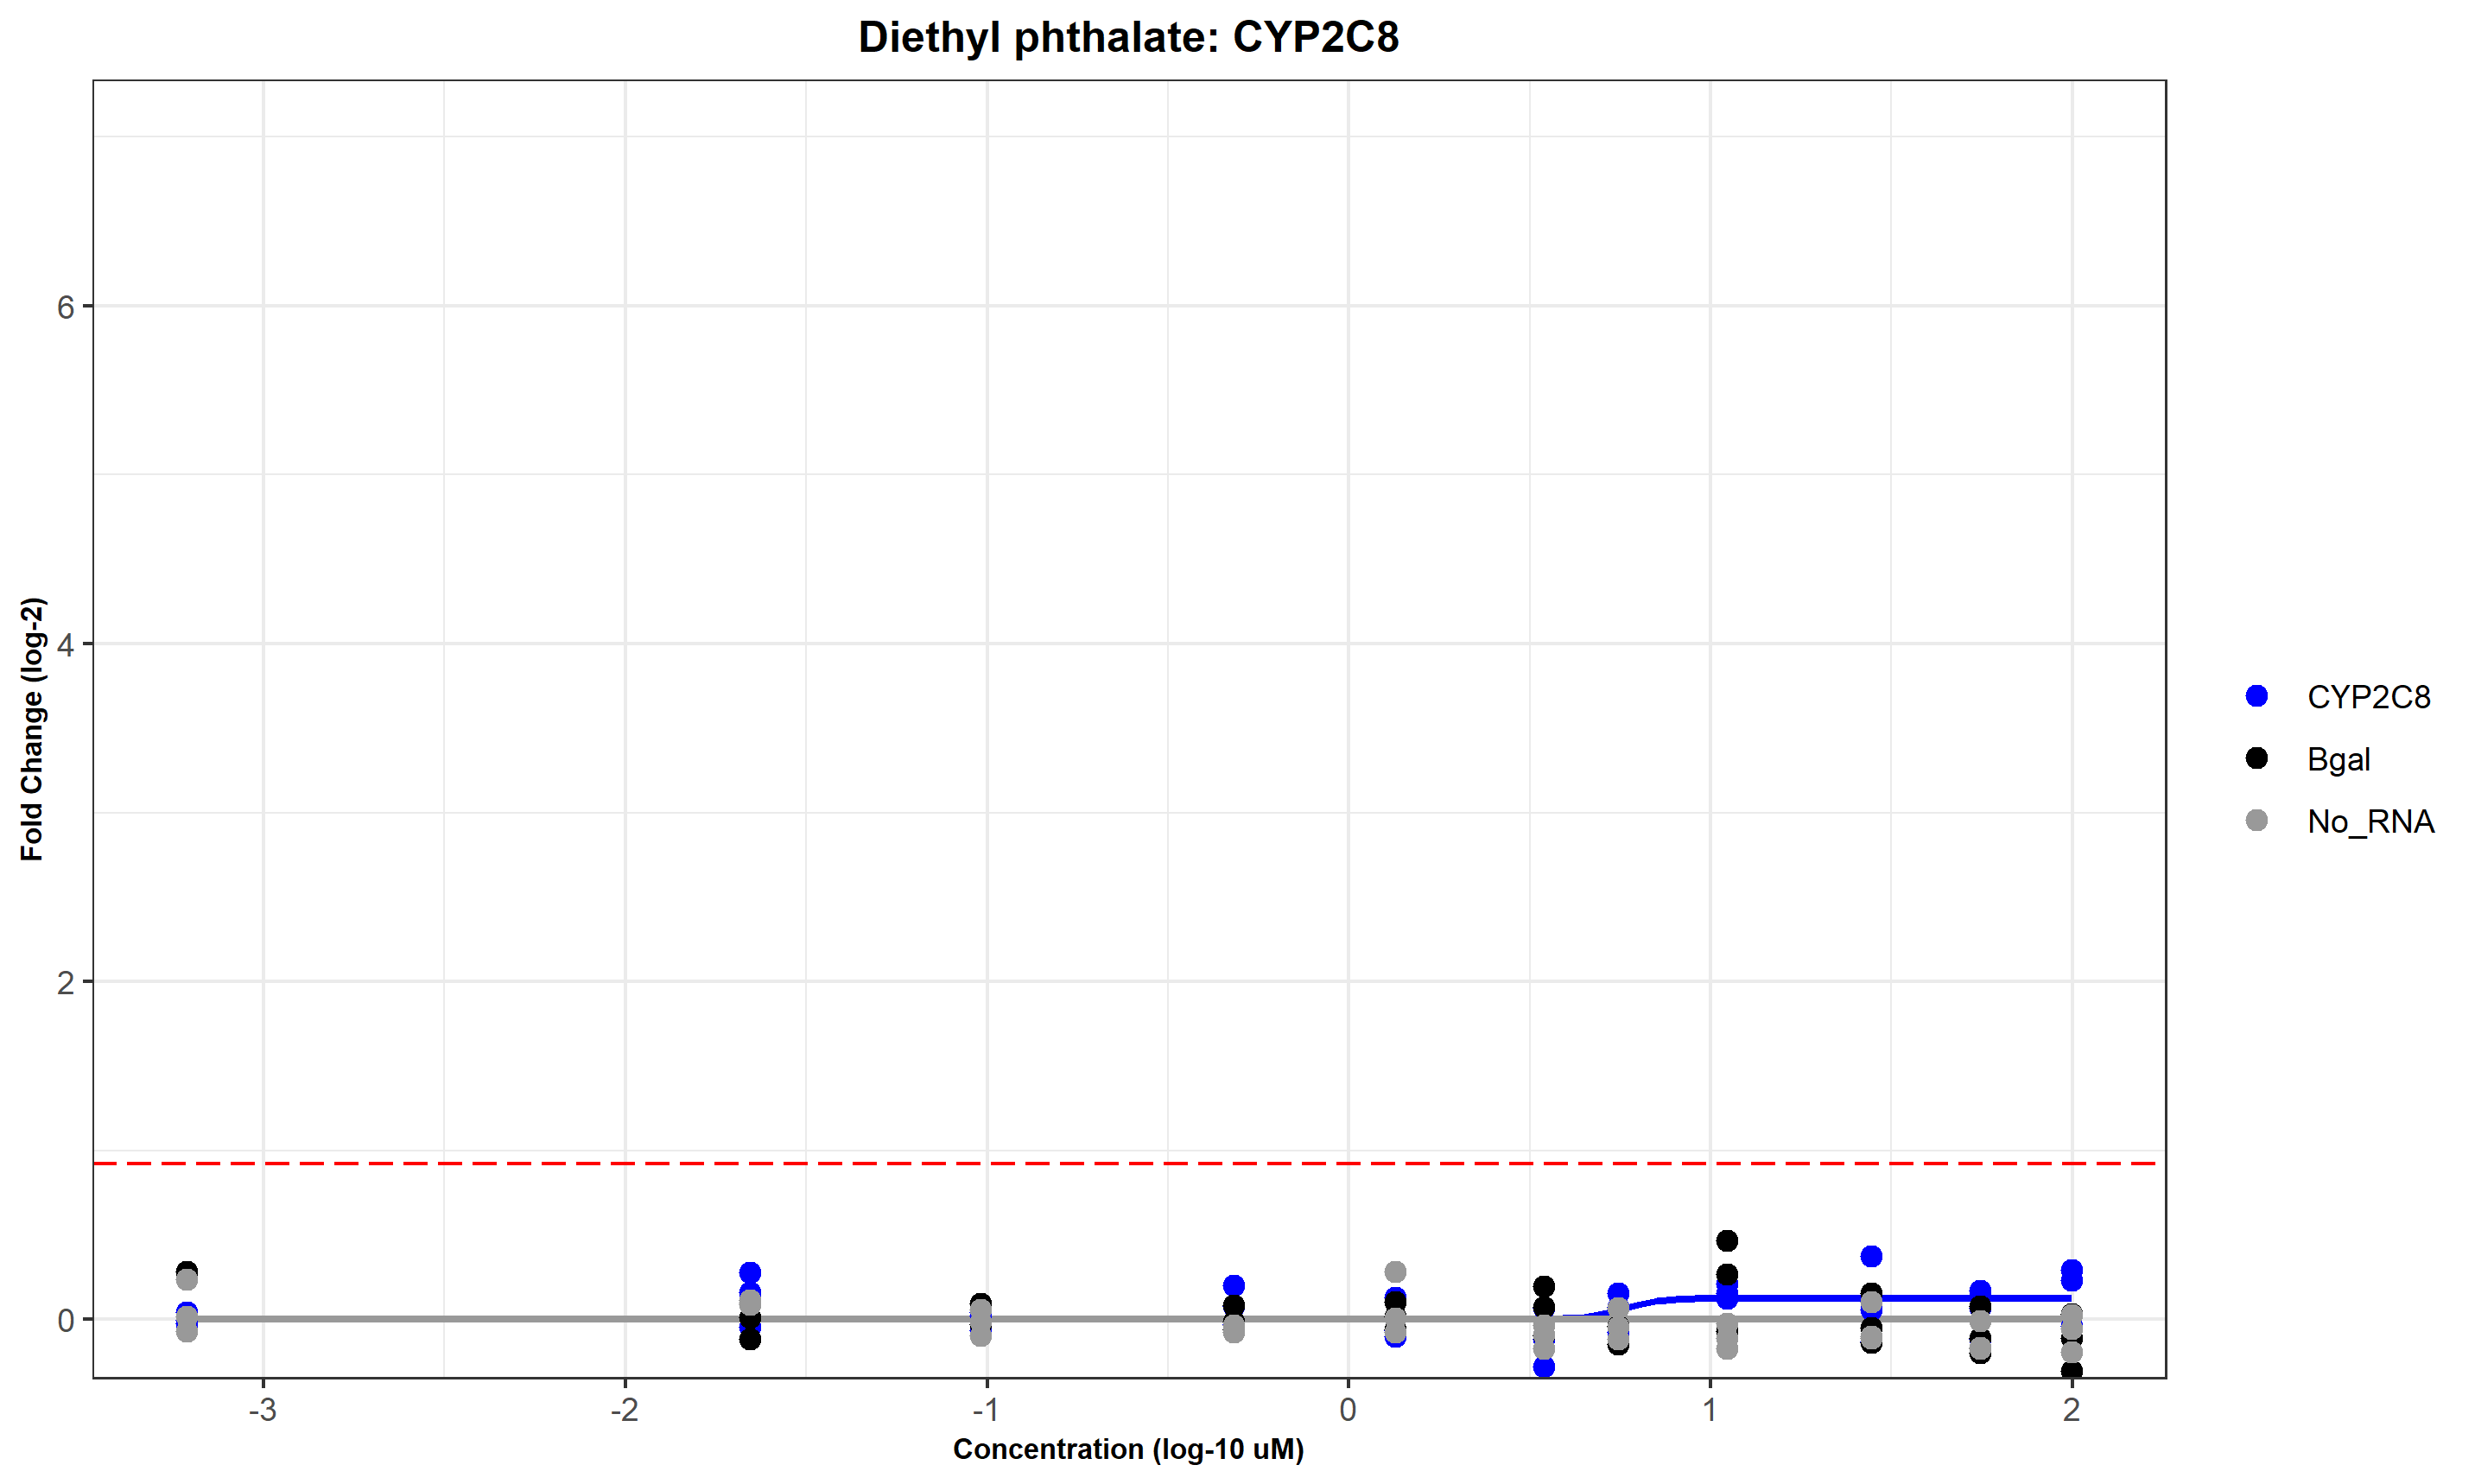 Diethyl phthalate: CYP2C8
Fold Change (log-2)
6
4
2
0
-3
-2
-1
0
1
2
Concentration (log-10 uM)
CYP2C8
Bgal
No_RNA